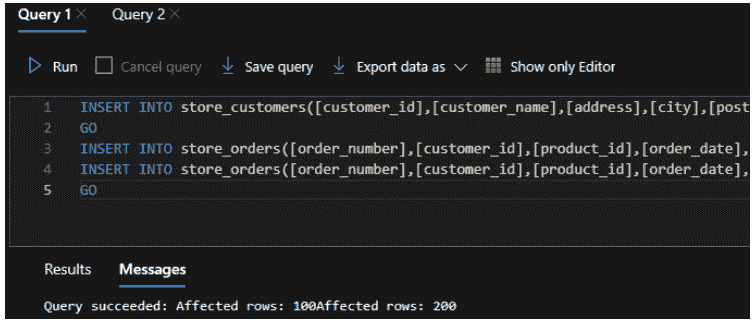 Query 1 Query 2
Run Cancel query Save query Export data as Show only Editor
1 INSERT INTO store_customers([customer_id],[customer_name],[address],[city],[post
2 GO
3 INSERT INTO store_orders([order_number],[customer_id],[product_id],[order_date],
4 INSERT INTO store_orders([order_number],[customer_id],[product_id],[order_date],
5 GO
Results Messages
Query succeeded: Affected rows: 100Affected rows: 200